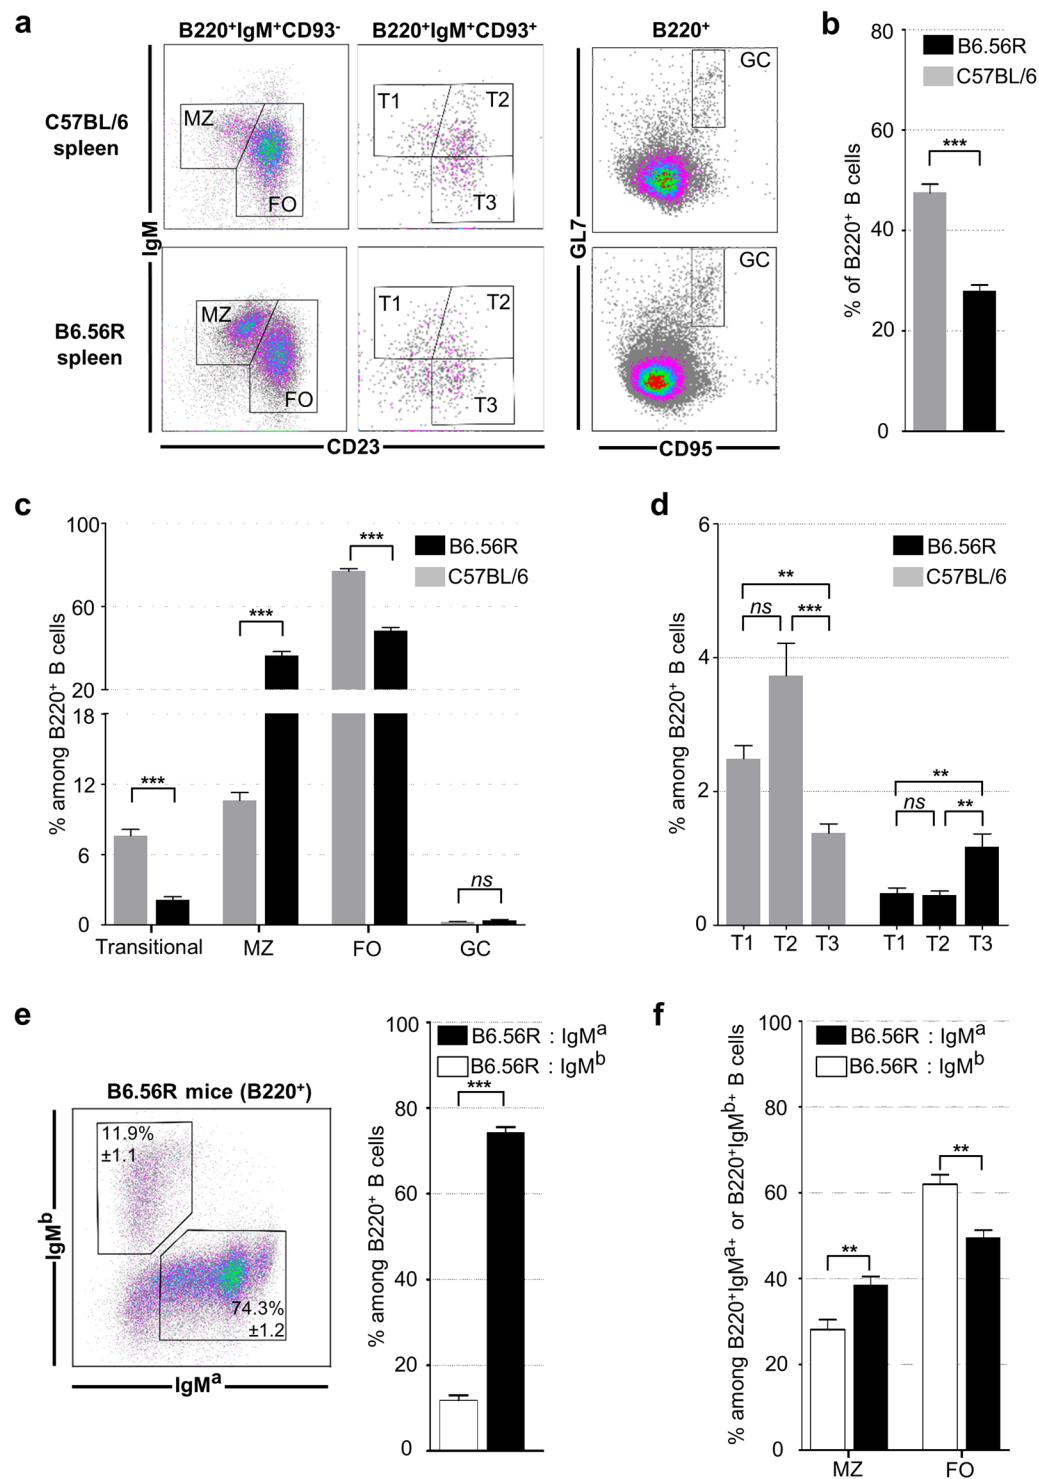 a
B220⁺IgM⁺CD93⁻
B220⁺IgM⁺CD93⁺
B220⁺
C57BL/6
spleen
B6.56R
spleen
IgM
MZ
FO
T1
T2
T3
MZ
FO
T1
T2
T3
CD23
GL7
GC
GC
CD95
b
B6.56R
C57BL/6
% of B220⁺ B cells
80
60
40
20
0
***
c
B6.56R
C57BL/6
% among B220⁺ B cells
100
60
20
18
12
6
0
***
***
***
ns
Transitional
MZ
FO
GC
d
B6.56R
C57BL/6
% among B220⁺ B cells
6
4
2
0
**
ns
***
**
ns
**
T1
T2
T3
T1
T2
T3
e
B6.56R mice (B220⁺)
11.9%
±1.1
74.3%
±1.2
IgMᵇ
IgMᵃ
B6.56R : IgMᵃ
B6.56R : IgMᵇ
% among B220⁺ B cells
100
80
60
40
20
0
***
f
B6.56R : IgMᵃ
B6.56R : IgMᵇ
% among B220⁺IgMᵃ⁺ or B220⁺IgMᵇ⁺ B cells
100
80
60
40
20
0
**
**
MZ
FO